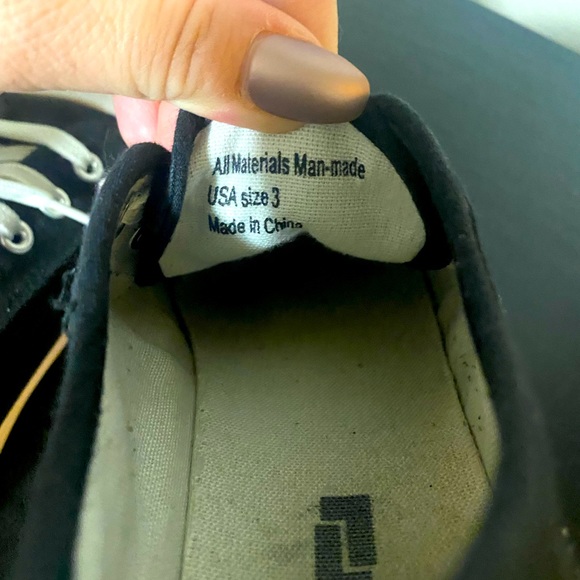 All Materials Man-made
USA size 3
Made in China